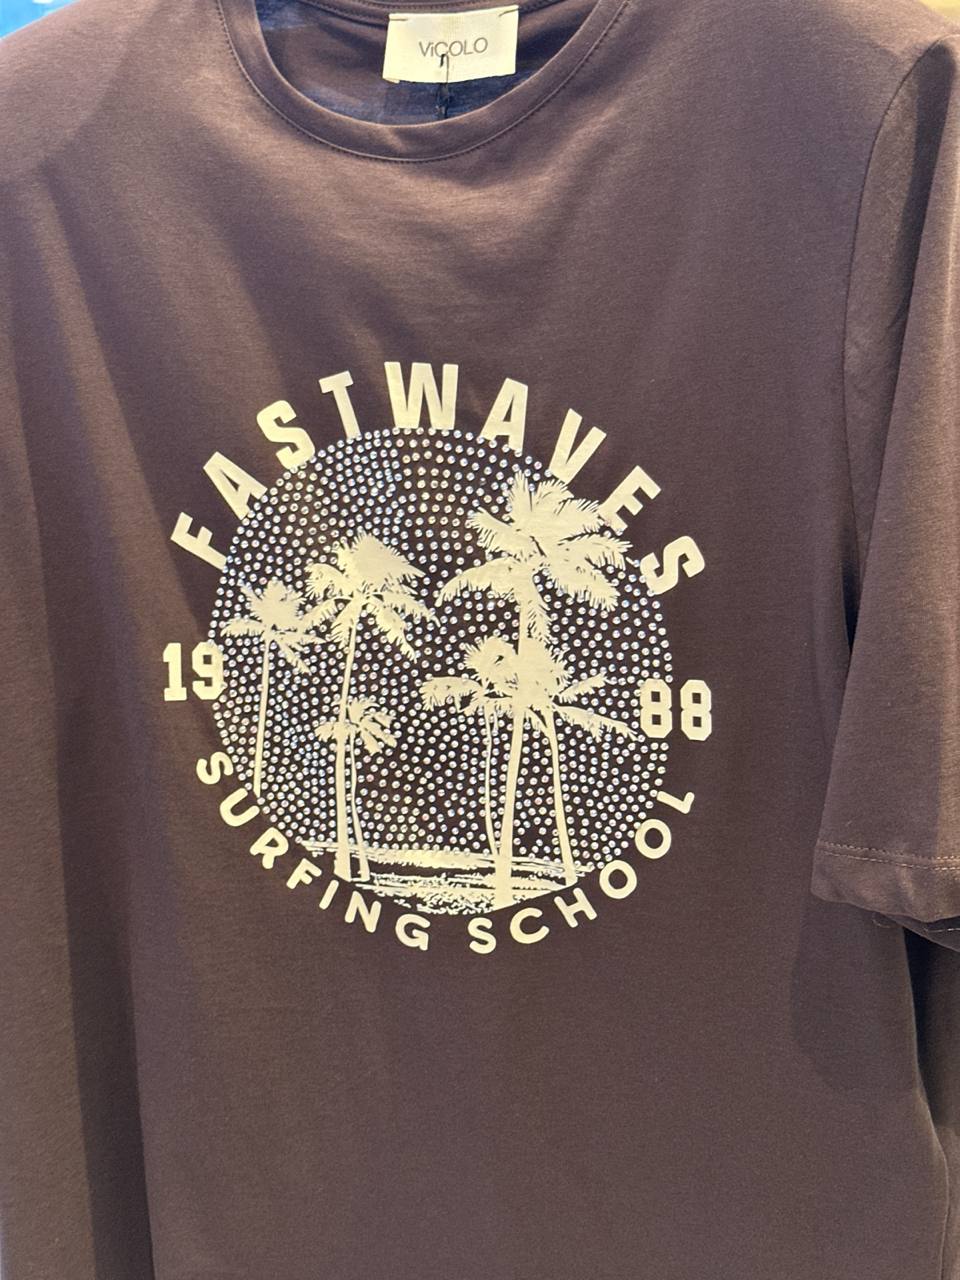 ViCOLO
FASTWAVES
19 88
SURFING SCHOOL